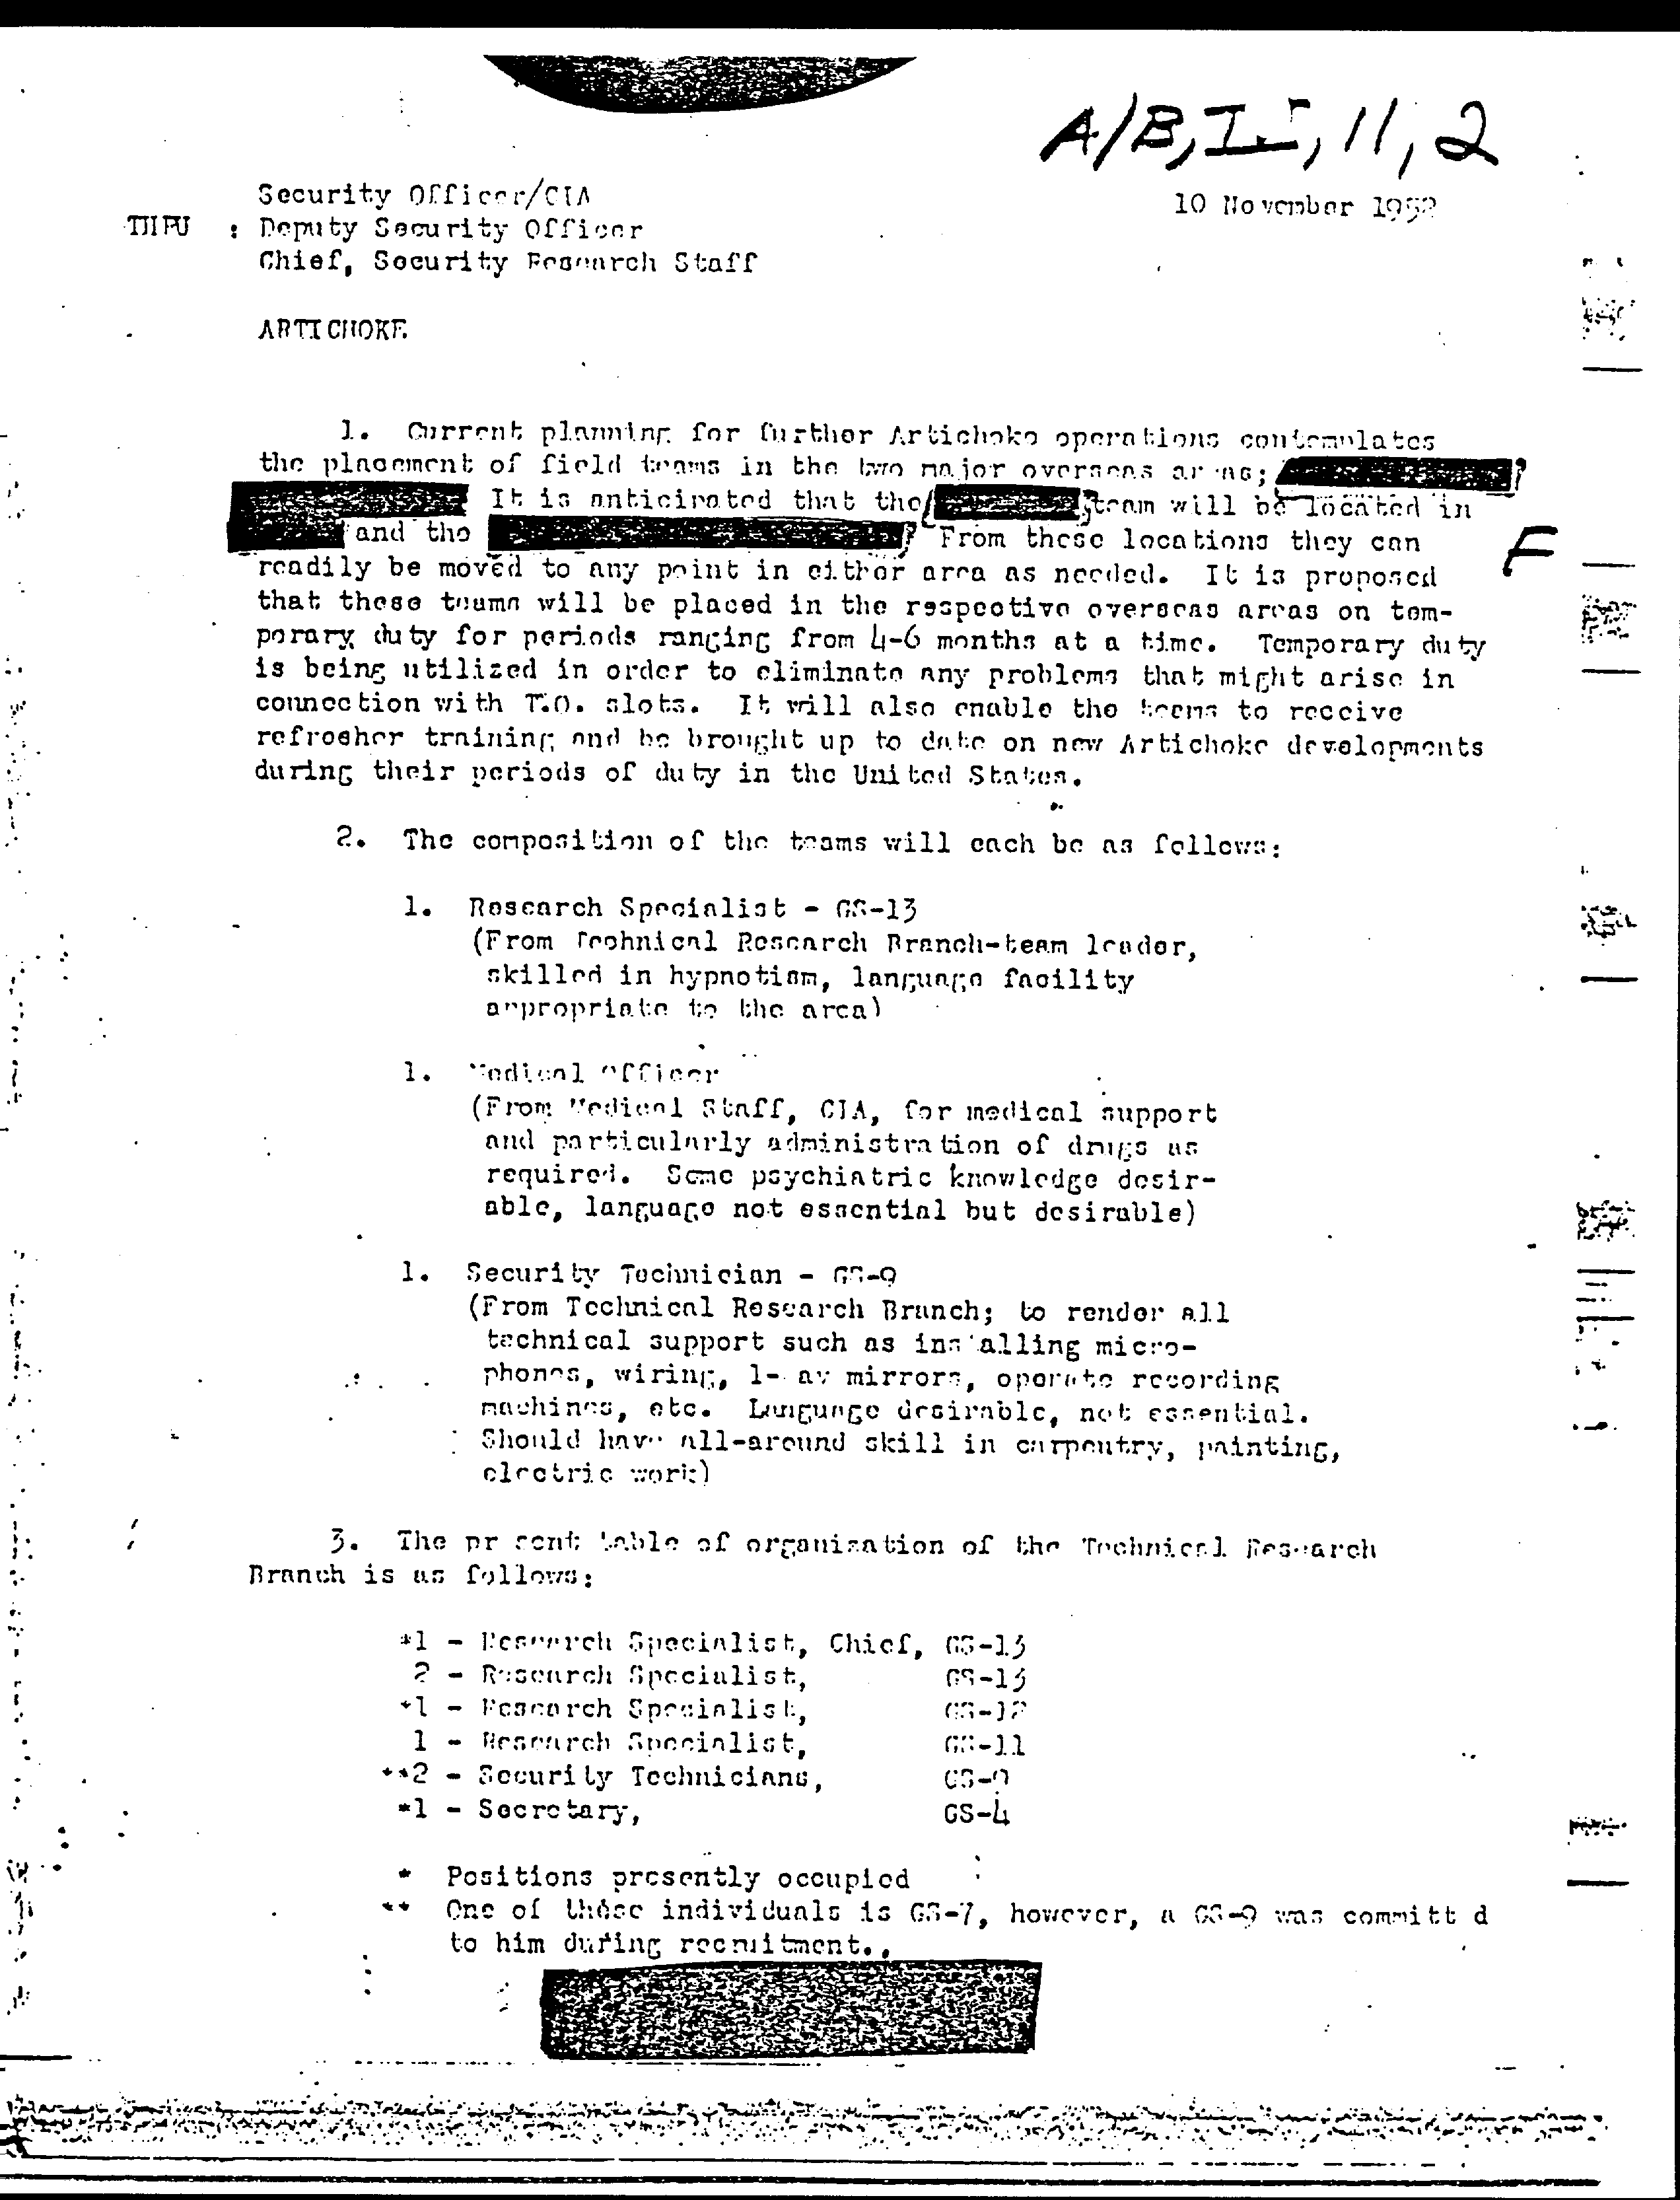 A/B, II, 11, 2
10 November 1952
Security Officer/CIA
THRU : Deputy Security Officer
Chief, Security Research Staff
ARTICHOKE
1. Current planning for further Artichoke operations contemplates
the placement of field teams in the two major overseas areas;
It is anticipated that the team will be located in
and the From these locations they can
F
readily be moved to any point in either area as needed. It is proposed
that these teams will be placed in the respective overseas areas on tem-
porary duty for periods ranging from 4-6 months at a time. Temporary duty
is being utilized in order to eliminate any problems that might arise in
connection with T.O. slots. It will also enable the teams to receive
refresher training and be brought up to date on new Artichoke developments
during their periods of duty in the United States.
2. The composition of the teams will each be as follows:
1. Research Specialist - GS-13
(From Technical Research Branch-team leader,
skilled in hypnotism, language facility
appropriate to the area)
1. Medical Officer
(From Medical Staff, CIA, for medical support
and particularly administration of drugs as
required. Some psychiatric knowledge desir-
able, language not essential but desirable)
1. Security Technician - GS-9
(From Technical Research Branch; to render all
technical support such as installing micro-
phones, wiring, 1-way mirrors, operate recording
machines, etc. Language desirable, not essential.
Should have all-around skill in carpentry, painting,
electric work)
3. The present table of organization of the Technical Research
Branch is as follows:
*1 - Research Specialist, Chief, GS-13
2 - Research Specialist, GS-13
*1 - Research Specialist, GS-12
1 - Research Specialist, GS-11
**2 - Security Technicians, GS-9
*1 - Secretary, GS-4
* Positions presently occupied
** One of these individuals is GS-7, however, a GS-9 was committed
to him during recruitment.